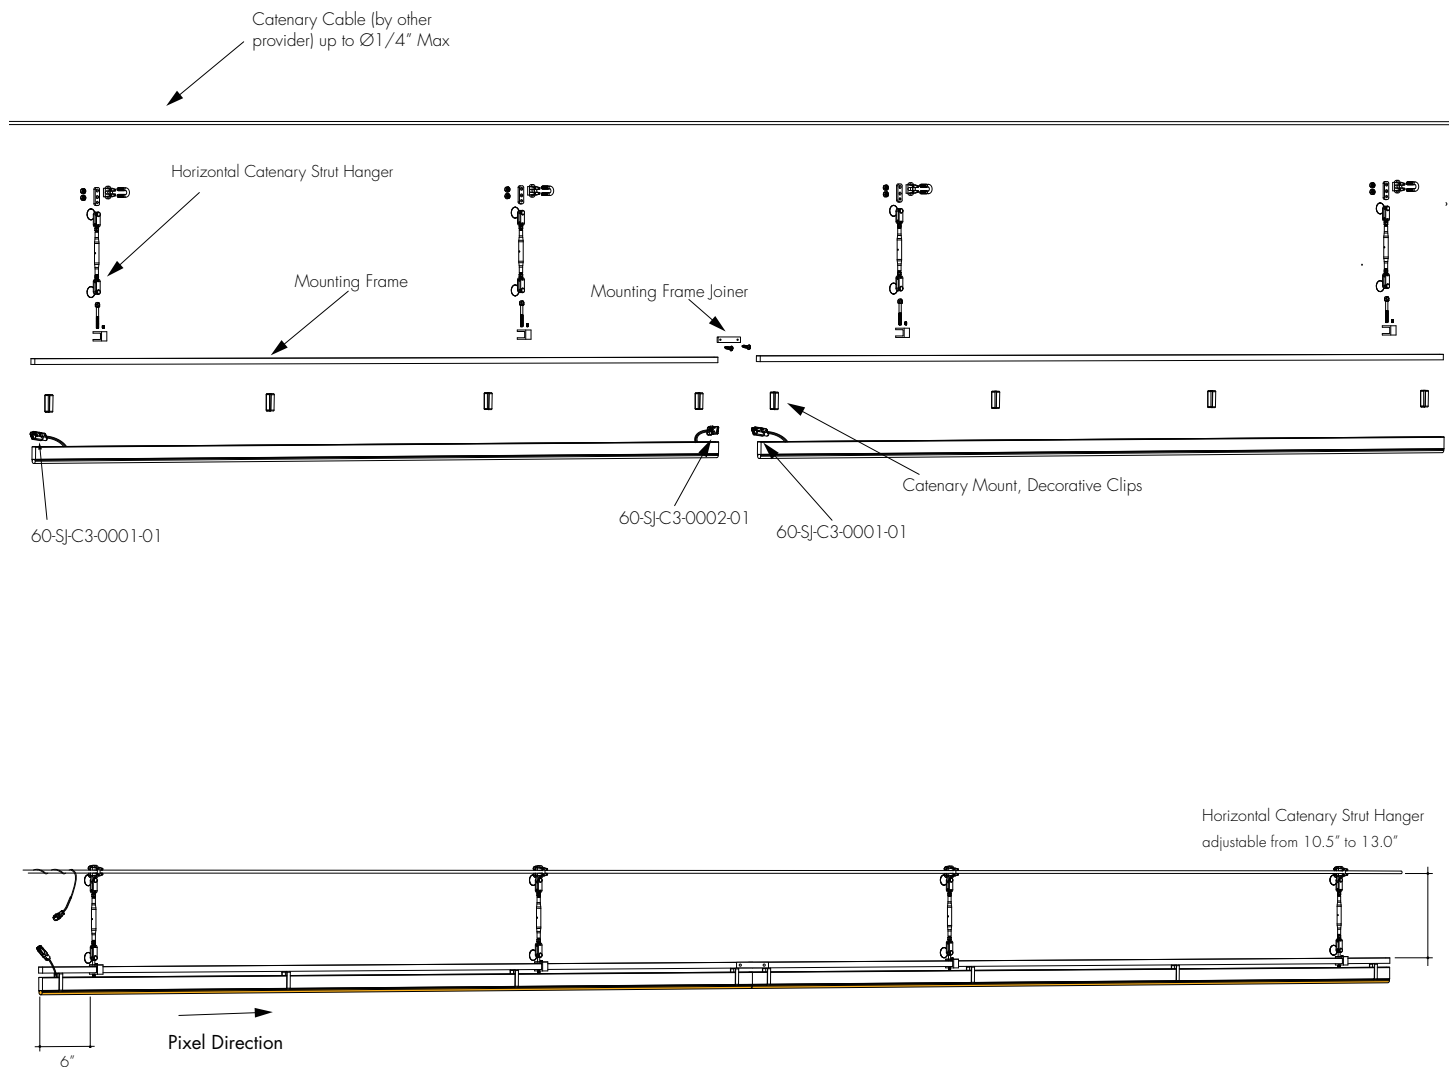 Catenary Cable (by other
provider) up to Ø1/4” Max
Horizontal Catenary Strut Hanger
Mounting Frame
Mounting Frame Joiner
Catenary Mount, Decorative Clips
60-SJ-C3-0001-01
60-SJ-C3-0002-01
60-SJ-C3-0001-01
Horizontal Catenary Strut Hanger
adjustable from 10.5” to 13.0”
Pixel Direction
6”